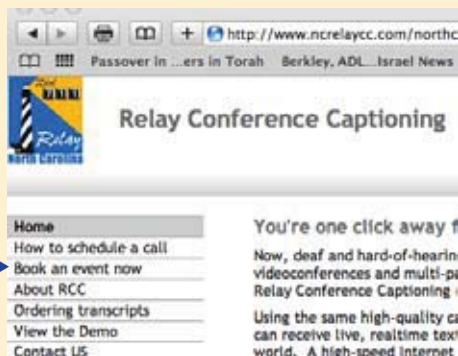 http://www.ncrelaycc.com/northc
Passover in ...ers in Torah Berkley, ADL...Israel News
Relay
North Carolina
Relay Conference Captioning
Home
How to schedule a call
Book an event now
About RCC
Ordering transcripts
View the Demo
Contact US
You're one click away f
Now, deaf and hard-of-hearin
videoconferences and multi-pa
Relay Conference Captioning
Using the same high-quality ca
can receive live, realtime text
world. A high-speed Internet